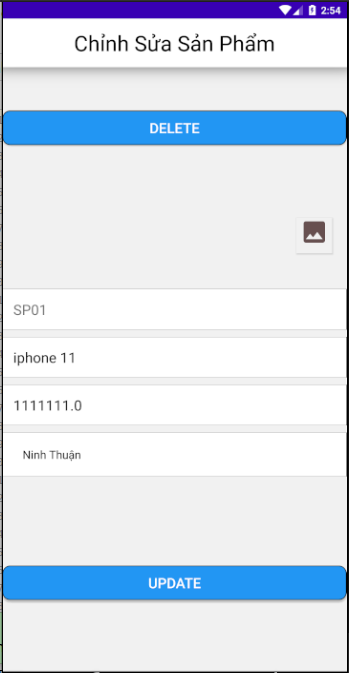 2:54
Chỉnh Sửa Sản Phẩm
DELETE
SP01
iphone 11
1111111.0
Ninh Thuận
UPDATE